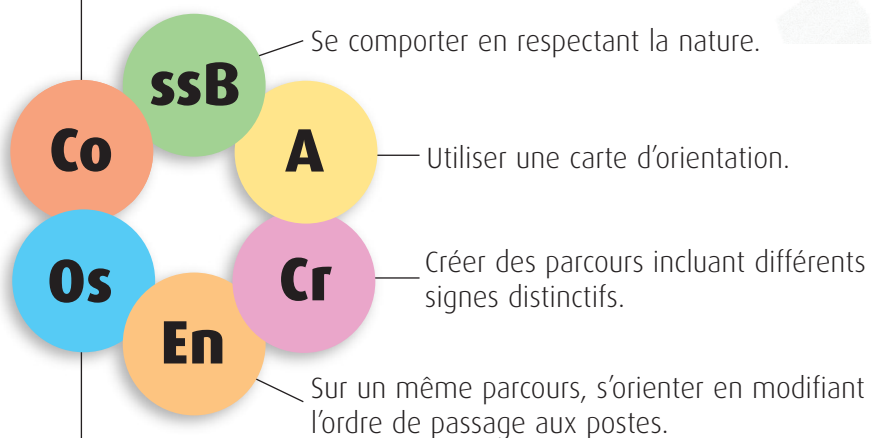 ssB
Se comporter en respectant la nature.
Co
A
Utiliser une carte d'orientation.
Os
Cr
Créer des parcours incluant différents
signes distinctifs.
En
Sur un même parcours, s'orienter en modifiant
l'ordre de passage aux postes.